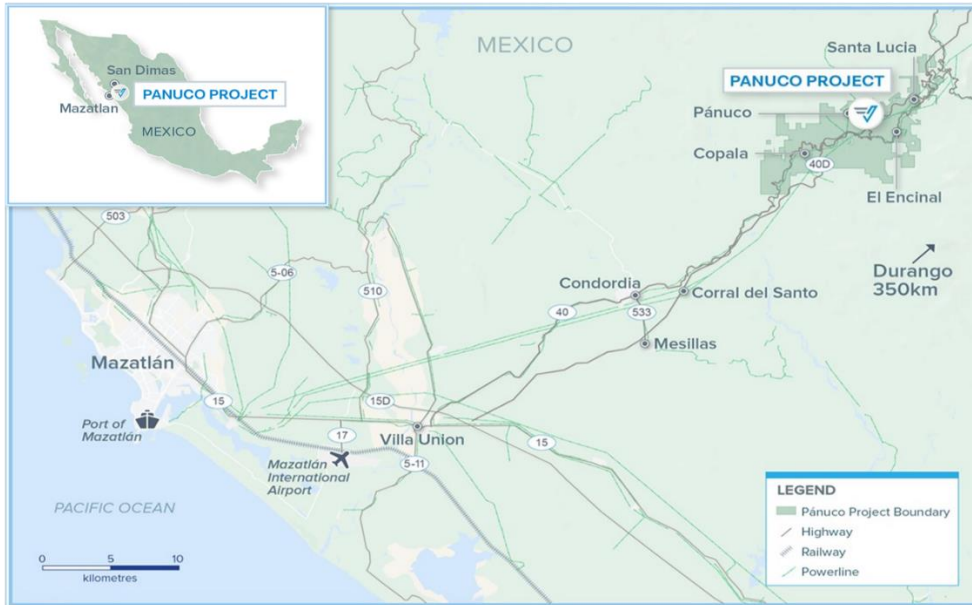 San Dimas
PANUCO PROJECT
Mazatlan
MEXICO
MEXICO
Santa Lucia
PANUCO PROJECT
Pánuco
Copala
40D
El Encinal
Durango
350km
503
5-06
510
Condordia
Corral del Santo
40
533
Mesillas
Mazatlán
15
15D
Port of
Mazatlán
17
Villa Union
15
5-11
Mazatlán
International
Airport
PACIFIC OCEAN
0 5 10
kilometres
LEGEND
Pánuco Project Boundary
Highway
Railway
Powerline